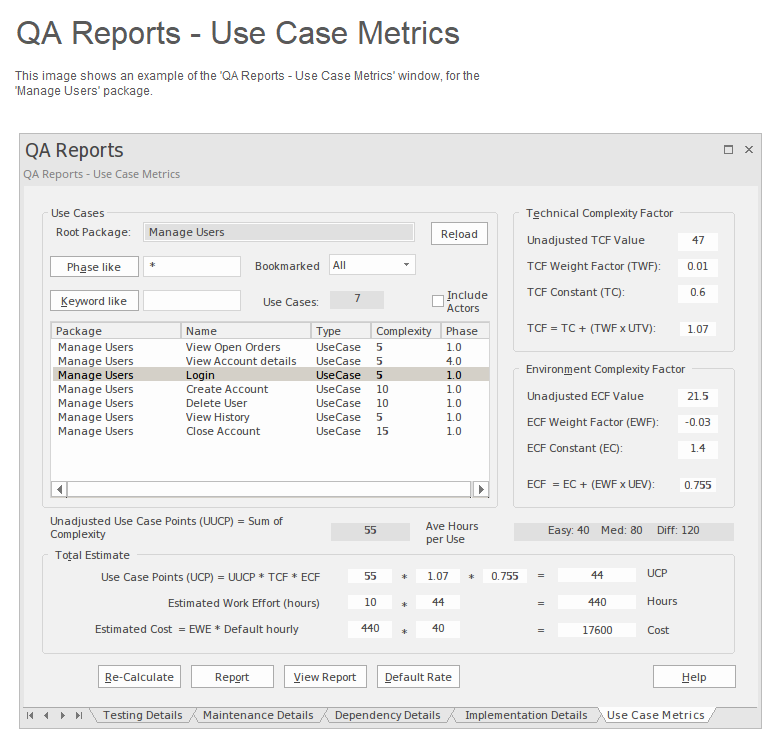 QA Reports - Use Case Metrics
This image shows an example of the 'QA Reports - Use Case Metrics' window, for the
'Manage Users' package.
QA Reports
QA Reports - Use Case Metrics
Use Cases
Root Package: Manage Users Reload
Phase like * Bookmarked All
Keyword like Use Cases: 7 Include
Actors
Package Name Type Complexity Phase
Manage Users View Open Orders UseCase 5 1.0
Manage Users View Account details UseCase 5 4.0
Manage Users Login UseCase 5 1.0
Manage Users Create Account UseCase 10 1.0
Manage Users Delete User UseCase 10 1.0
Manage Users View History UseCase 5 1.0
Manage Users Close Account UseCase 15 1.0
Technical Complexity Factor
Unadjusted TCF Value 47
TCF Weight Factor (TWF): 0.01
TCF Constant (TC): 0.6
TCF = TC + (TWF x UTV): 1.07
Environment Complexity Factor
Unadjusted ECF Value 21.5
ECF Weight Factor (EWF): -0.03
ECF Constant (EC): 1.4
ECF = EC + (EWF x UEV): 0.755
Unadjusted Use Case Points (UUCP) = Sum of
Complexity
55
Ave Hours
per Use
Easy: 40 Med: 80 Diff: 120
Total Estimate
Use Case Points (UCP) = UUCP * TCF * ECF 55 * 1.07 * 0.755 = 44 UCP
Estimated Work Effort (hours) 10 * 44 = 440 Hours
Estimated Cost = EWE * Default hourly 440 * 40 = 17600 Cost
Re-Calculate Report View Report Default Rate Help
Testing Details Maintenance Details Dependency Details Implementation Details Use Case Metrics